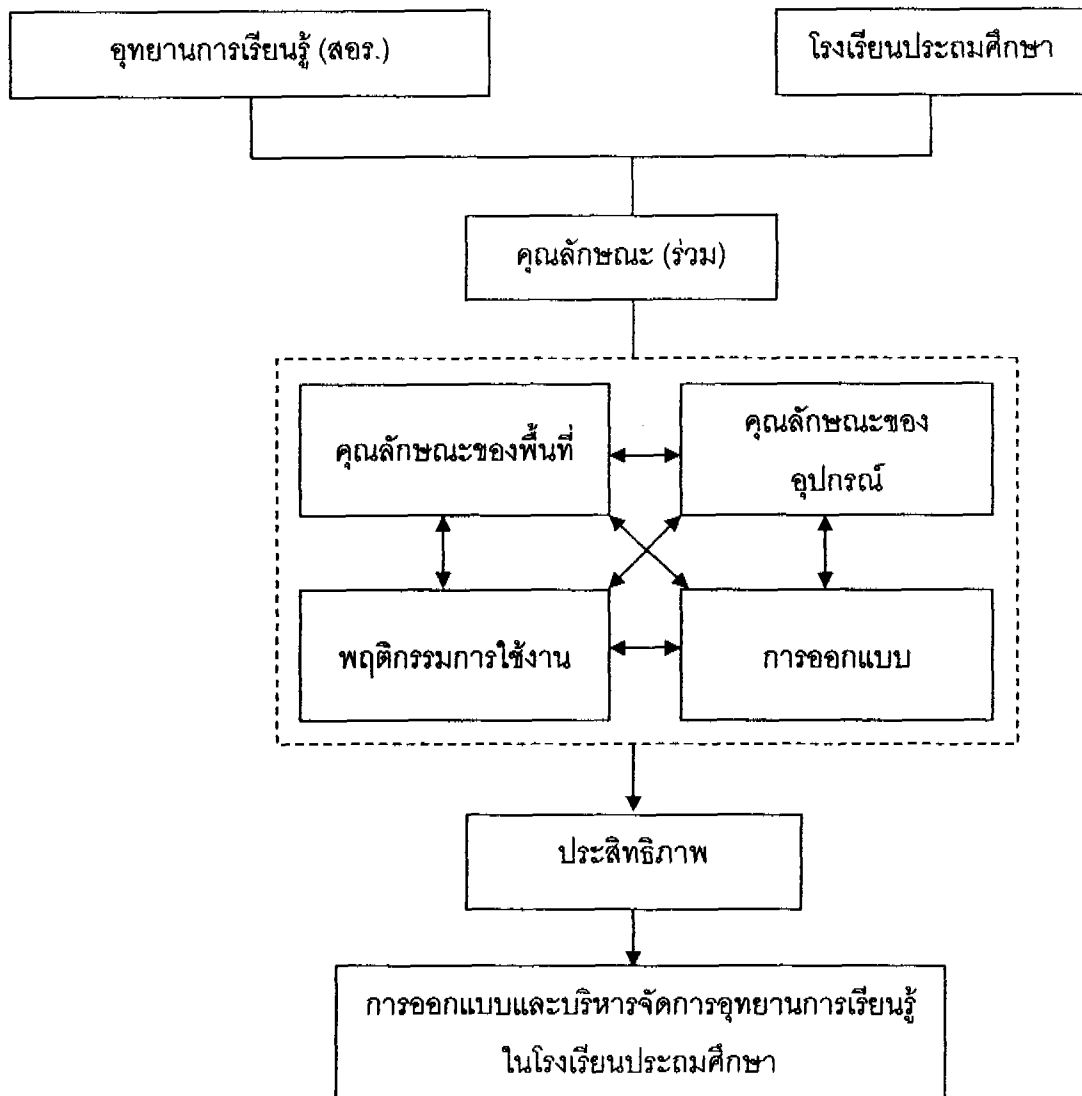 อุทยานการเรียนรู้ (สอร.)
โรงเรียนประถมศึกษา
คุณลักษณะ (ร่วม)
คุณลักษณะของพื้นที่
คุณลักษณะของ
อุปกรณ์
พฤติกรรมการใช้งาน
การออกแบบ
ประสิทธิภาพ
การออกแบบและบริหารจัดการอุทยานการเรียนรู้
ในโรงเรียนประถมศึกษา